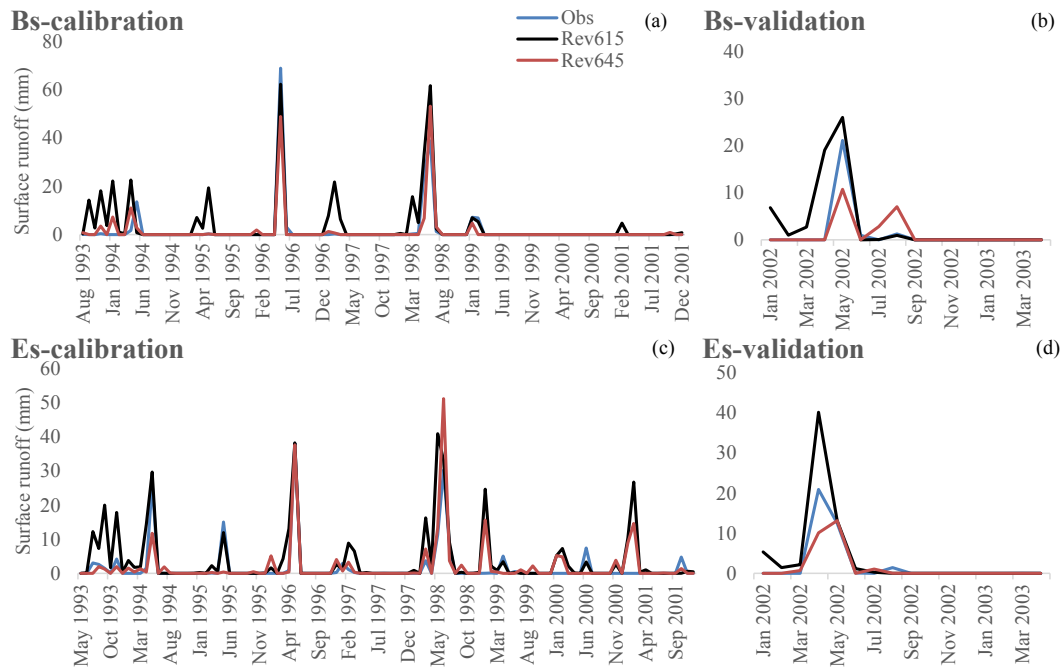 Bs-calibration
(a)
Obs
Rev615
Rev645
80
60
40
20
0
Surface runoff (mm)
Aug 1993
Jan 1994
Jun 1994
Nov 1994
Apr 1995
Sep 1995
Feb 1996
Jul 1996
Dec 1996
May 1997
Oct 1997
Mar 1998
Aug 1998
Jan 1999
Jun 1999
Nov 1999
Apr 2000
Sep 2000
Feb 2001
Jul 2001
Dec 2001
Bs-validation
(b)
40
30
20
10
0
Jan 2002
Mar 2002
May 2002
Jul 2002
Sep 2002
Nov 2002
Jan 2003
Mar 2003
Es-calibration
(c)
60
50
40
30
20
10
0
Surface runoff (mm)
May 1993
Oct 1993
Mar 1994
Aug 1994
Jan 1995
Jun 1995
Nov 1995
Apr 1996
Sep 1996
Feb 1997
Jul 1997
Dec 1997
May 1998
Oct 1998
Mar 1999
Aug 1999
Jan 2000
Jun 2000
Nov 2000
Apr 2001
Sep 2001
Es-validation
(d)
50
40
30
20
10
0
Jan 2002
Mar 2002
May 2002
Jul 2002
Sep 2002
Nov 2002
Jan 2003
Mar 2003